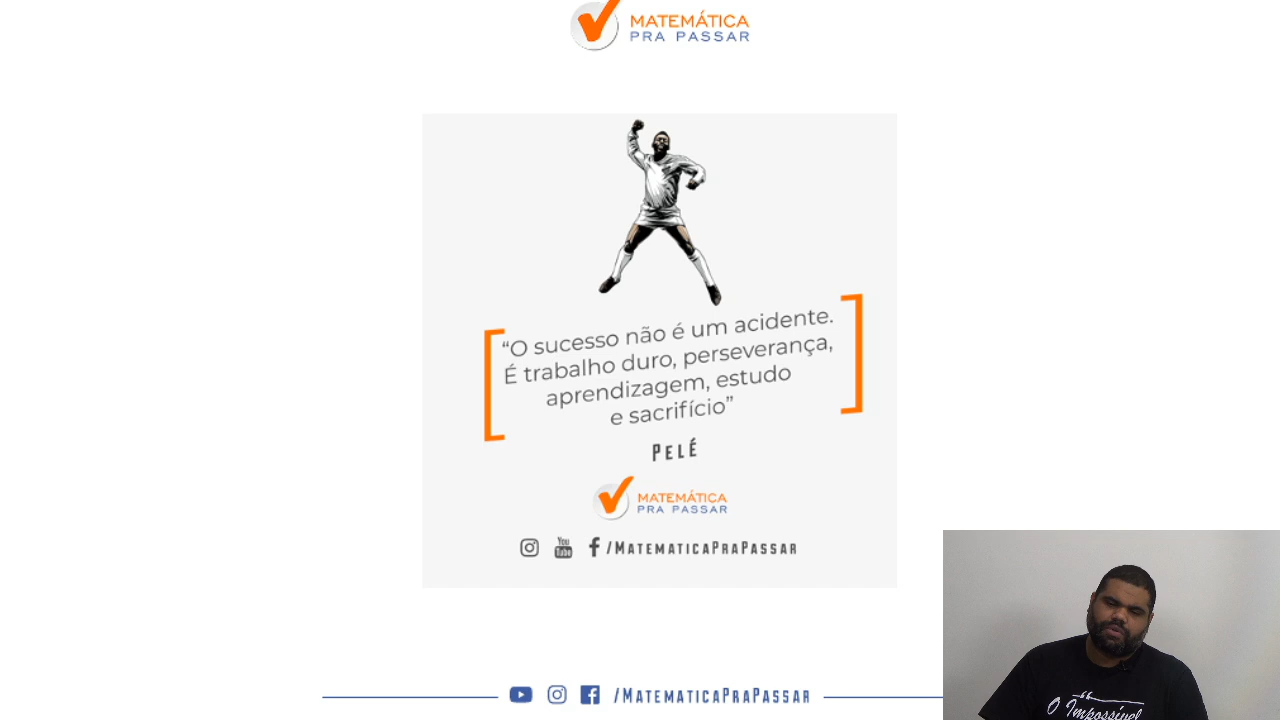 MATEMÁTICA
PRA PASSAR
“O sucesso não é um acidente.
É trabalho duro, perseverança,
aprendizagem, estudo
e sacrifício”
PELÉ
MATEMÁTICA
PRA PASSAR
You
Tube
/MATEMATICAPRAPASSAR
/MATEMATICAPRAPASSAR
“
O Impossível